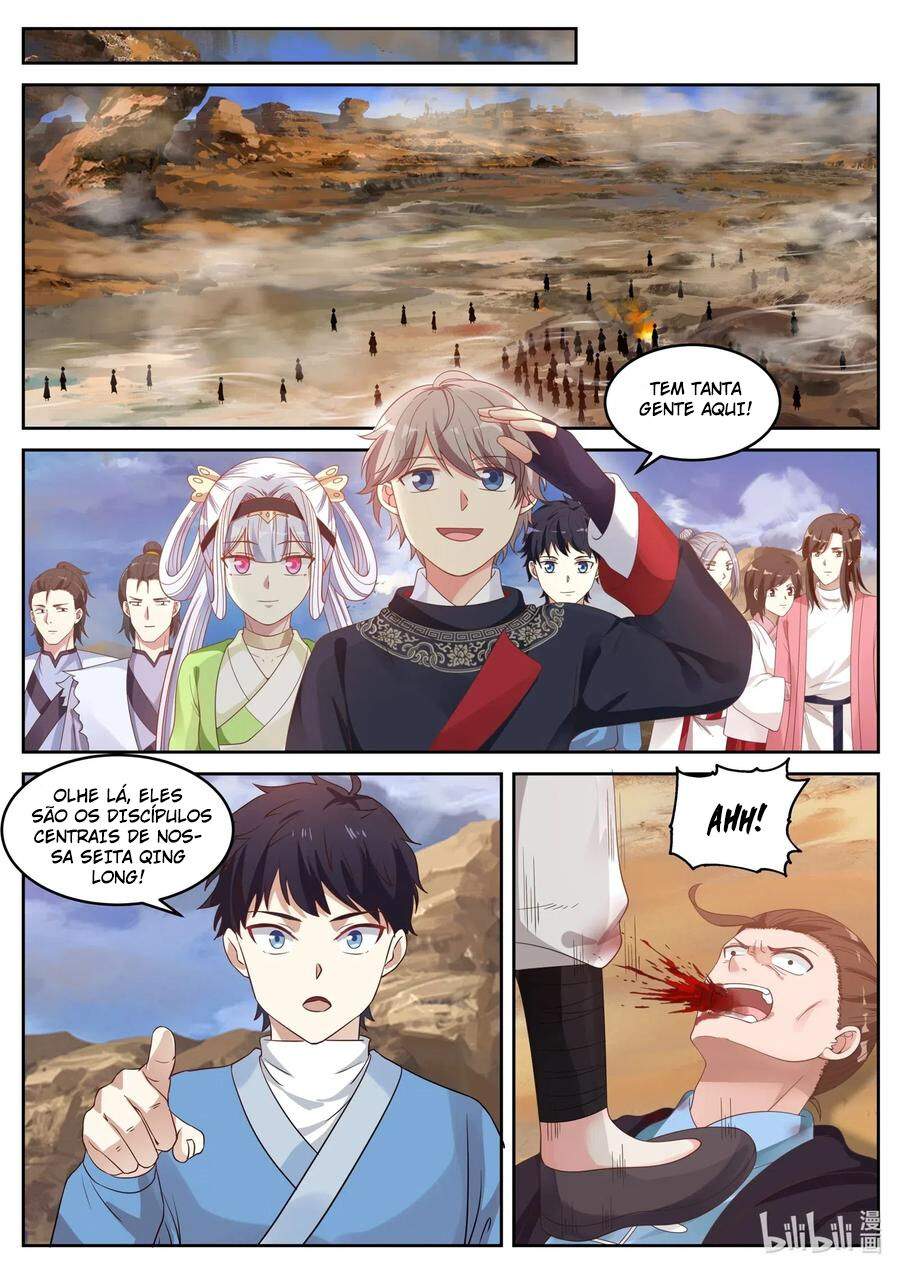 TEM TANTA
GENTE AQUI!
OLHE LÁ, ELES
SÃO OS DISCÍPULOS
CENTRAIS DE NOS-
SA SEITA QING
LONG!
AHH!
bilibili 漫画